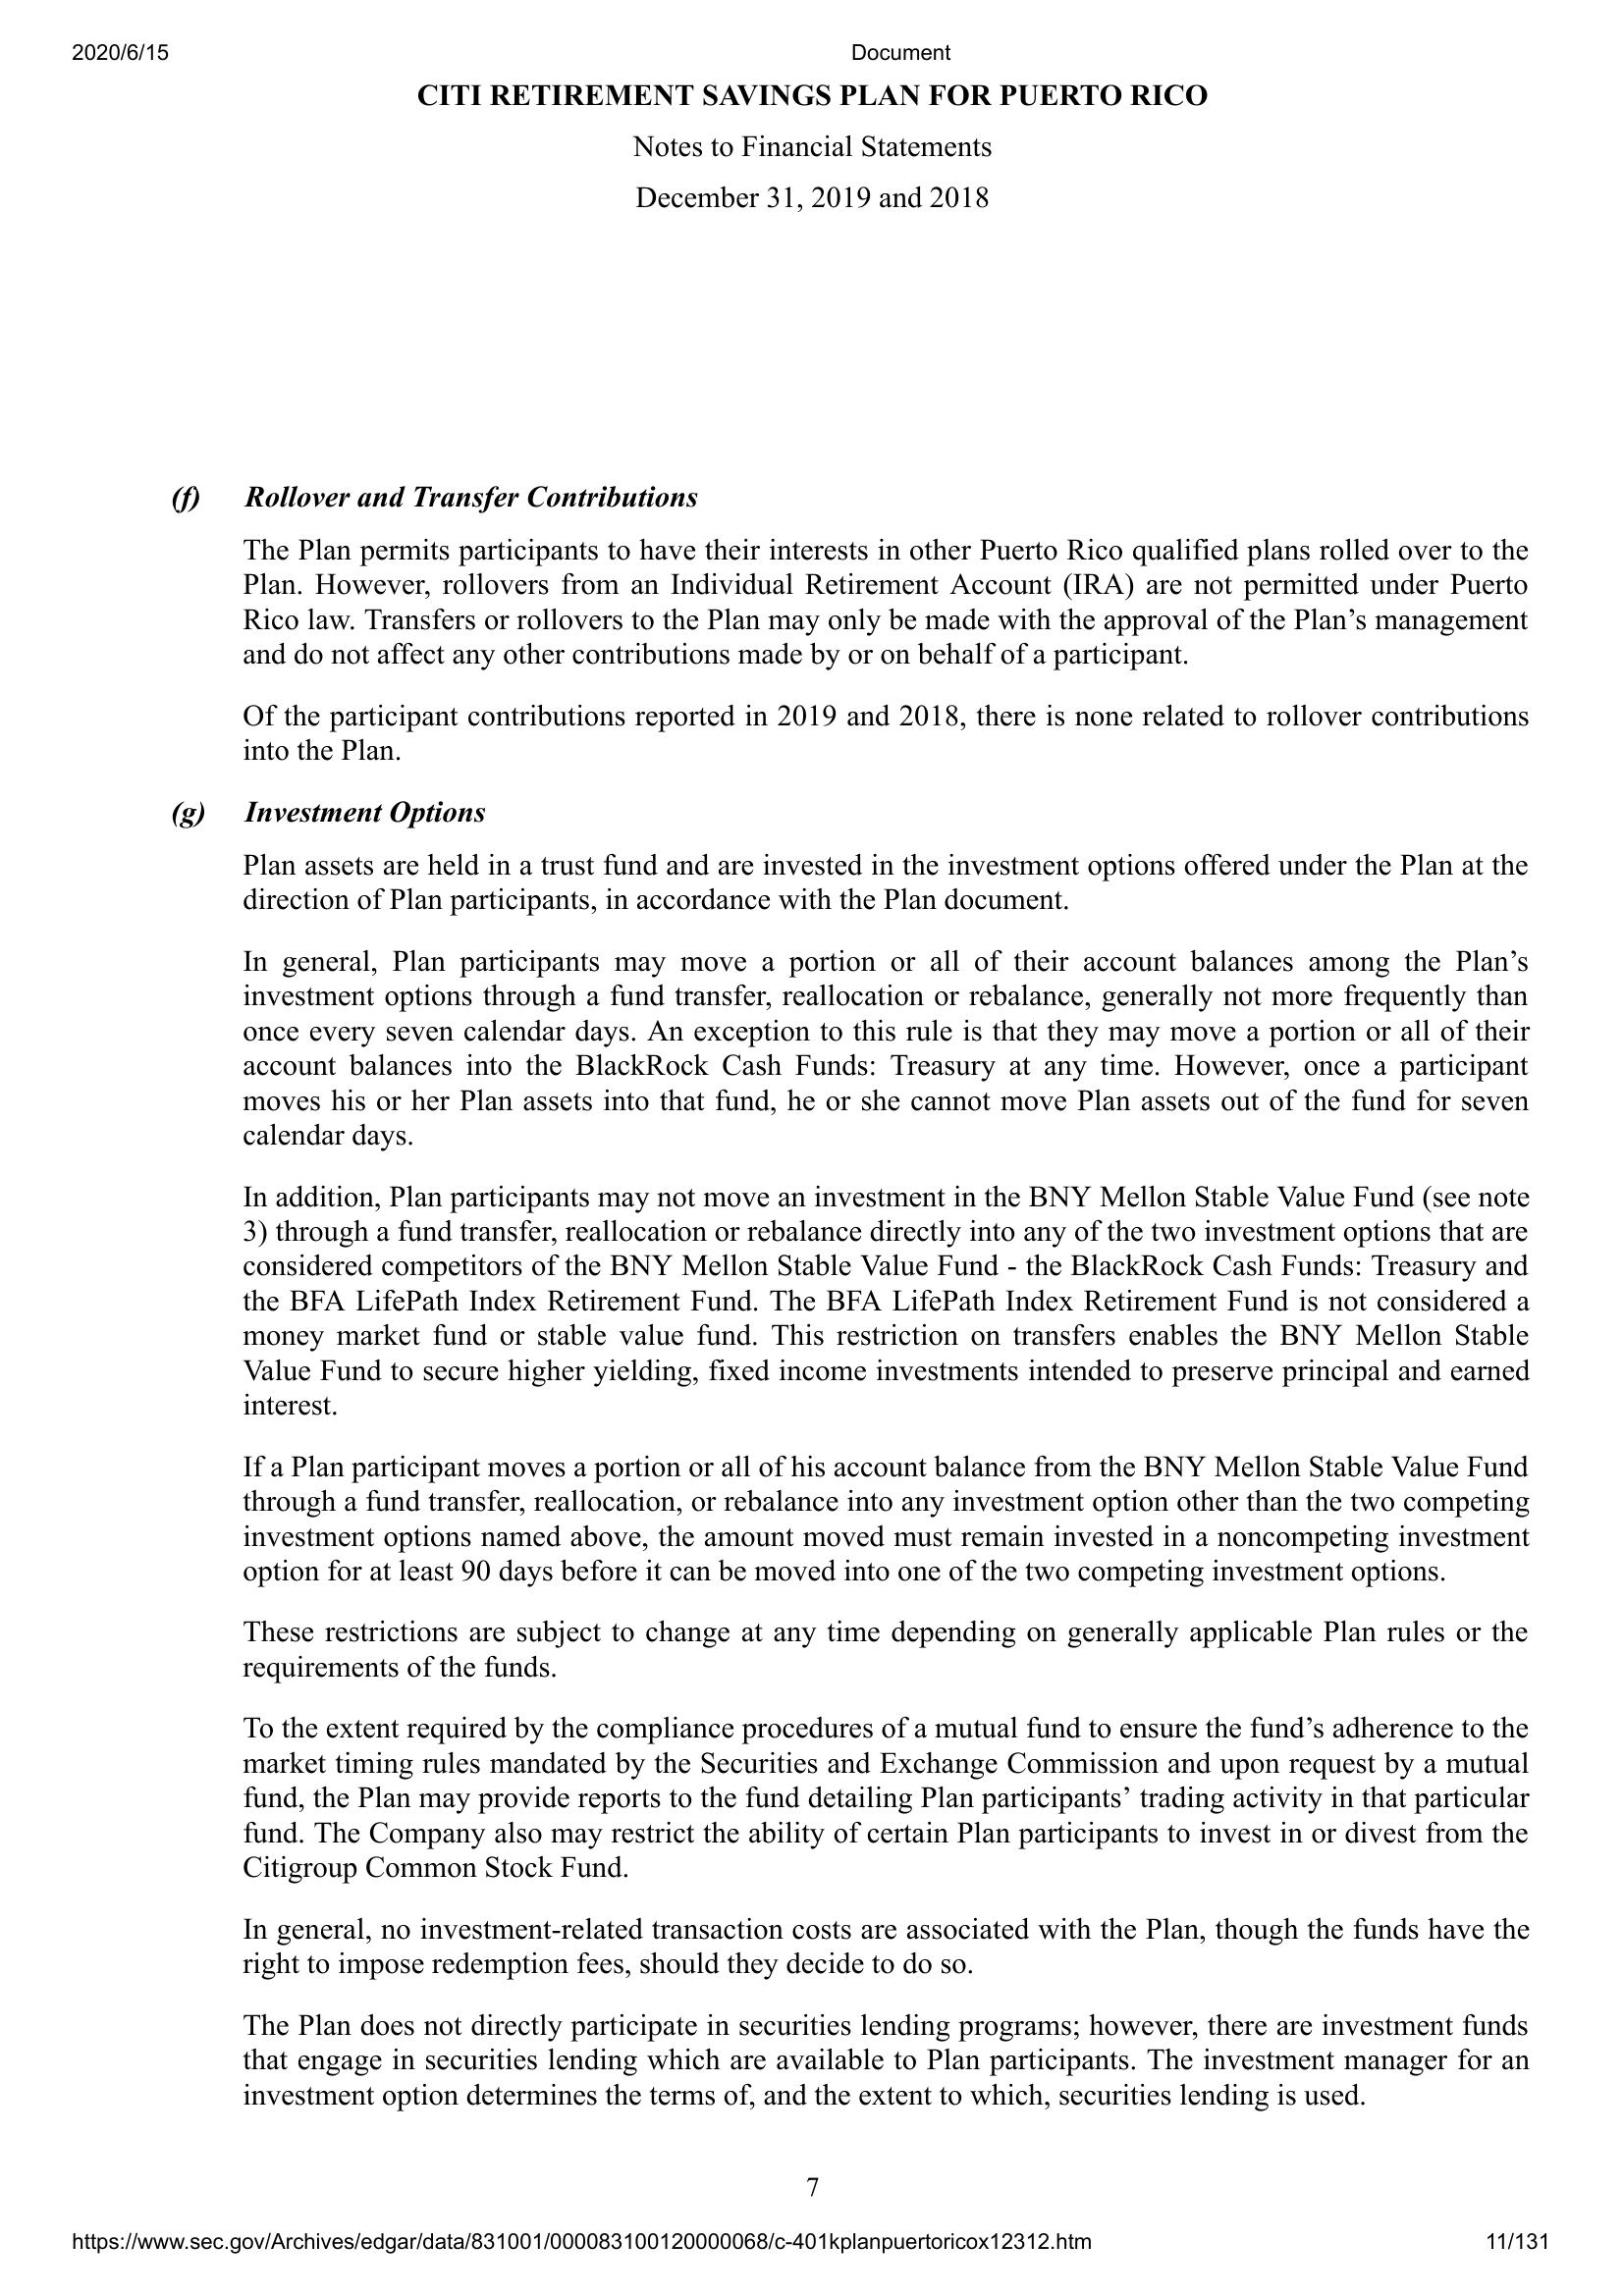 2020/6/15 Document
CITI RETIREMENT SAVINGS PLAN FOR PUERTO RICO
Notes to Financial Statements
December 31, 2019 and 2018
(f) Rollover and Transfer Contributions
The Plan permits participants to have their interests in other Puerto Rico qualified plans rolled over to the
Plan. However, rollovers from an Individual Retirement Account (IRA) are not permitted under Puerto
Rico law. Transfers or rollovers to the Plan may only be made with the approval of the Plan’s management
and do not affect any other contributions made by or on behalf of a participant.
Of the participant contributions reported in 2019 and 2018, there is none related to rollover contributions
into the Plan.
(g) Investment Options
Plan assets are held in a trust fund and are invested in the investment options offered under the Plan at the
direction of Plan participants, in accordance with the Plan document.
In general, Plan participants may move a portion or all of their account balances among the Plan’s
investment options through a fund transfer, reallocation or rebalance, generally not more frequently than
once every seven calendar days. An exception to this rule is that they may move a portion or all of their
account balances into the BlackRock Cash Funds: Treasury at any time. However, once a participant
moves his or her Plan assets into that fund, he or she cannot move Plan assets out of the fund for seven
calendar days.
In addition, Plan participants may not move an investment in the BNY Mellon Stable Value Fund (see note
3) through a fund transfer, reallocation or rebalance directly into any of the two investment options that are
considered competitors of the BNY Mellon Stable Value Fund - the BlackRock Cash Funds: Treasury and
the BFA LifePath Index Retirement Fund. The BFA LifePath Index Retirement Fund is not considered a
money market fund or stable value fund. This restriction on transfers enables the BNY Mellon Stable
Value Fund to secure higher yielding, fixed income investments intended to preserve principal and earned
interest.
If a Plan participant moves a portion or all of his account balance from the BNY Mellon Stable Value Fund
through a fund transfer, reallocation, or rebalance into any investment option other than the two competing
investment options named above, the amount moved must remain invested in a noncompeting investment
option for at least 90 days before it can be moved into one of the two competing investment options.
These restrictions are subject to change at any time depending on generally applicable Plan rules or the
requirements of the funds.
To the extent required by the compliance procedures of a mutual fund to ensure the fund’s adherence to the
market timing rules mandated by the Securities and Exchange Commission and upon request by a mutual
fund, the Plan may provide reports to the fund detailing Plan participants’ trading activity in that particular
fund. The Company also may restrict the ability of certain Plan participants to invest in or divest from the
Citigroup Common Stock Fund.
In general, no investment-related transaction costs are associated with the Plan, though the funds have the
right to impose redemption fees, should they decide to do so.
The Plan does not directly participate in securities lending programs; however, there are investment funds
that engage in securities lending which are available to Plan participants. The investment manager for an
investment option determines the terms of, and the extent to which, securities lending is used.
7
https://www.sec.gov/Archives/edgar/data/831001/000083100120000068/c-401kplanpuertoricox12312.htm 11/131